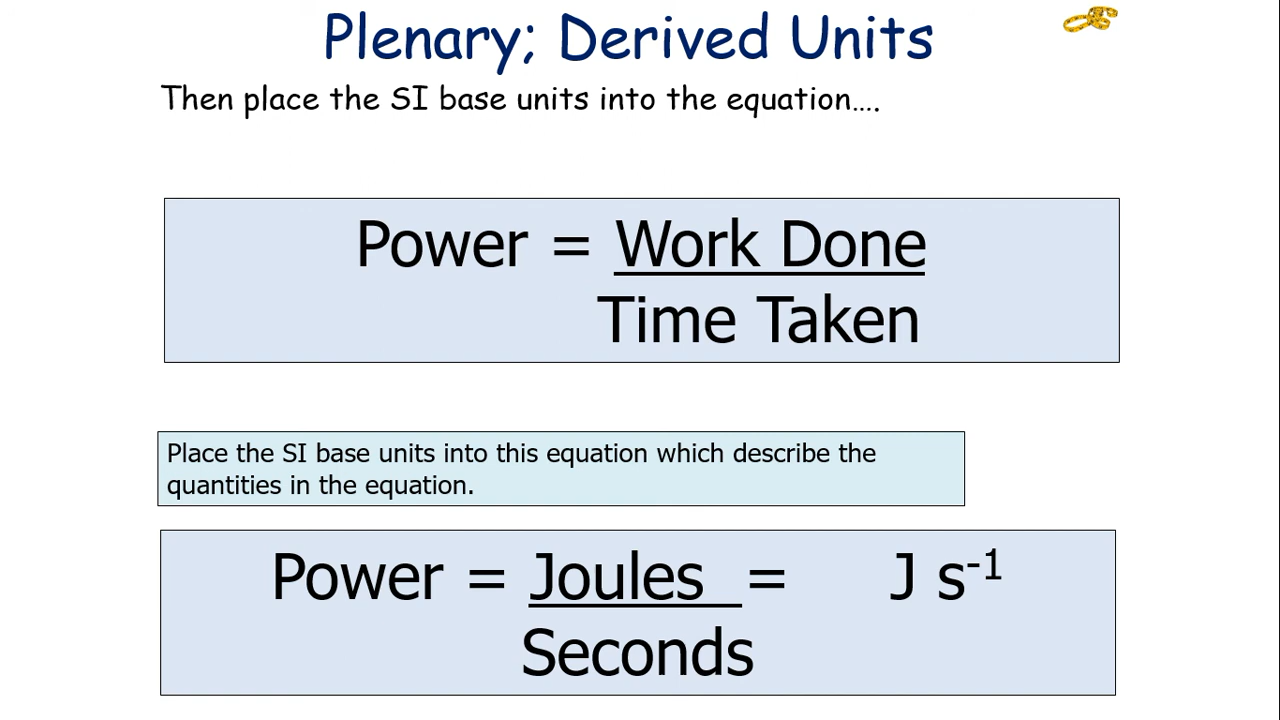 Plenary; Derived Units
Then place the SI base units into the equation….
Power = Work Done
Time Taken
Place the SI base units into this equation which describe the
quantities in the equation.
Power = Joules = J s⁻¹
Seconds